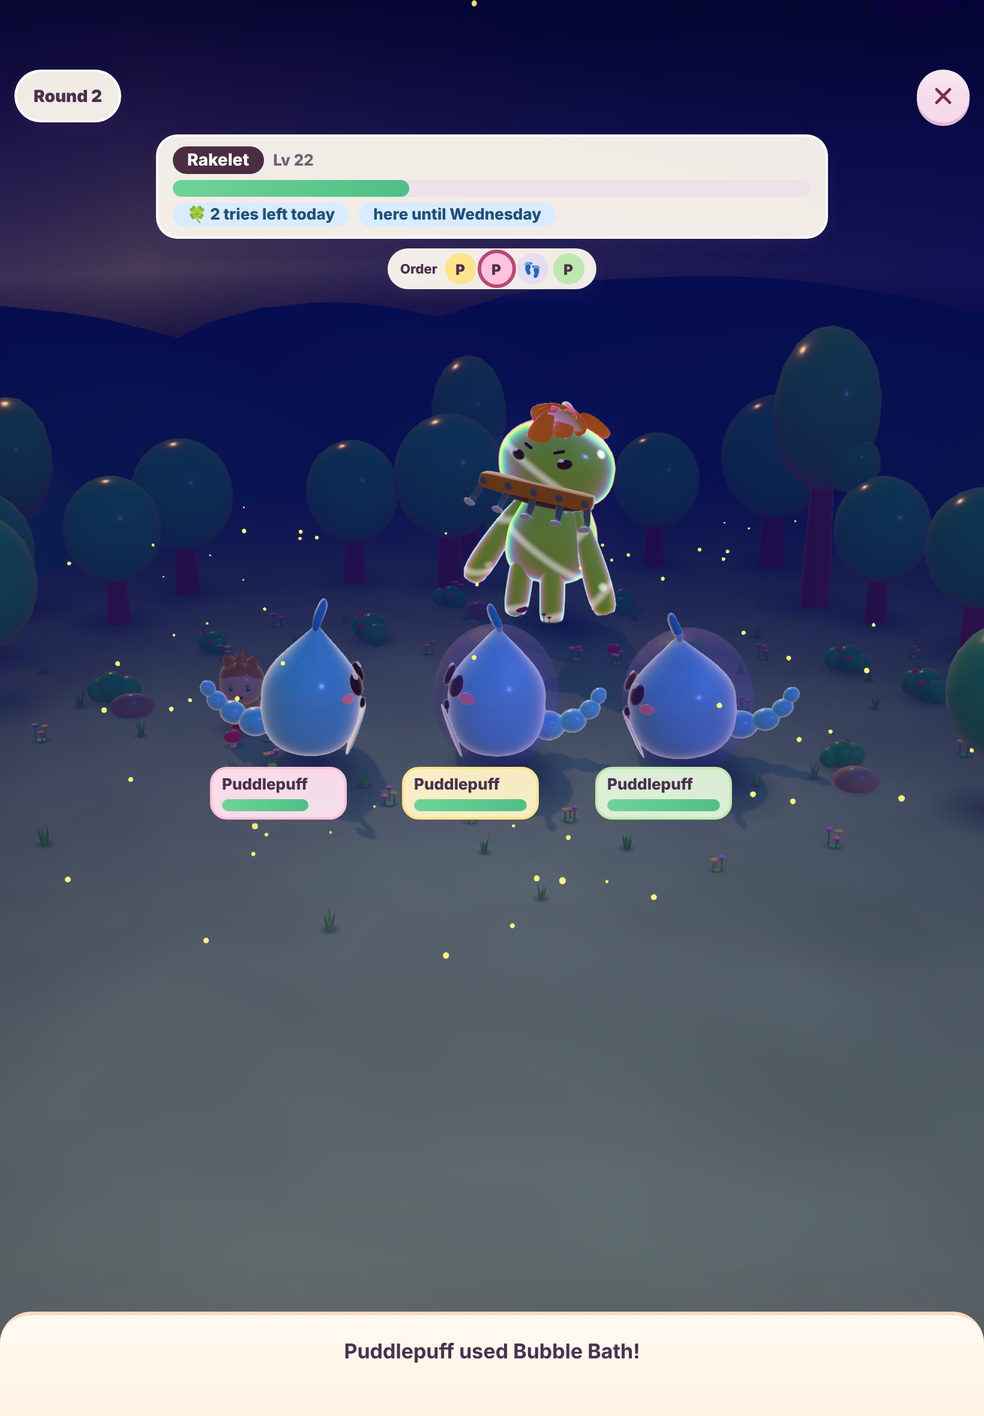 Round 2
Rakelet Lv 22
🍀 2 tries left today here until Wednesday
Order P P 👣 P
Puddlepuff Puddlepuff Puddlepuff
Puddlepuff used Bubble Bath!